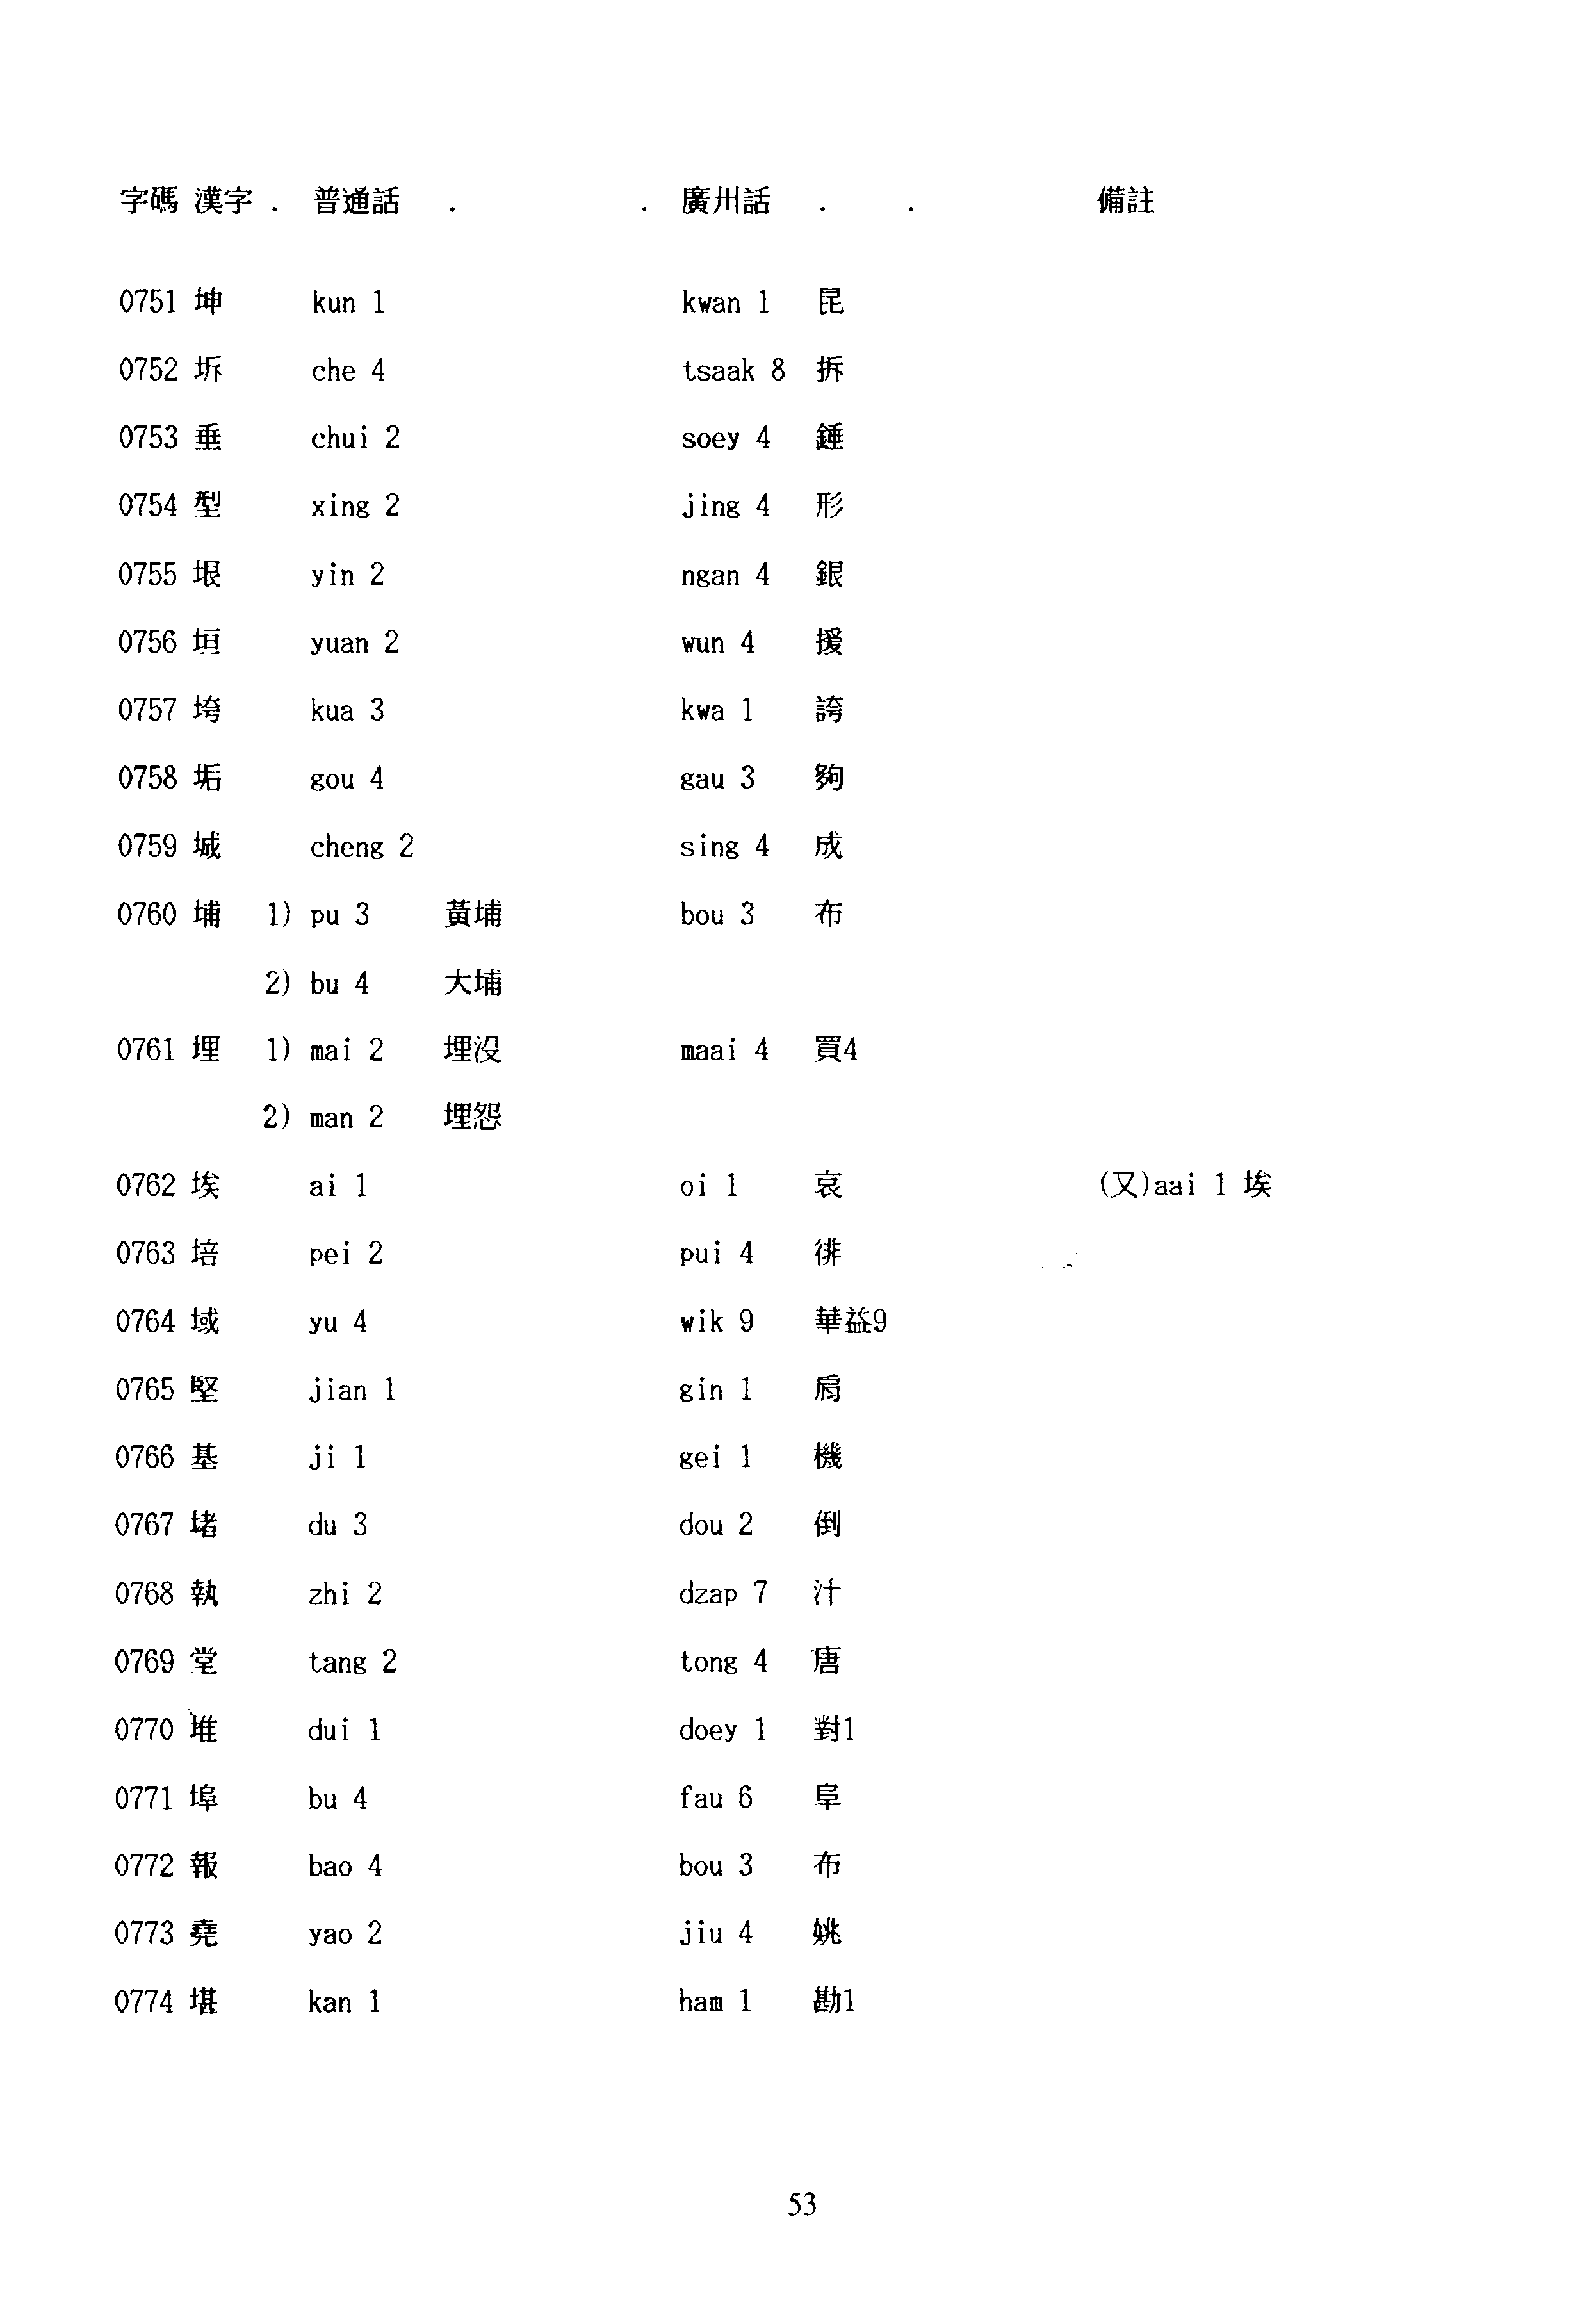 字碼 漢字 . 普通話 . . 廣州話 . . 備註
0751 坤 kun 1 kwan 1 昆
0752 坼 che 4 tsaak 8 拆
0753 垂 chui 2 soey 4 錘
0754 型 xing 2 jing 4 形
0755 垠 yin 2 ngan 4 銀
0756 垣 yuan 2 wun 4 援
0757 垮 kua 3 kwa 1 誇
0758 垢 gou 4 gau 3 夠
0759 城 cheng 2 sing 4 成
0760 埔 1) pu 3 黃埔 bou 3 布
2) bu 4 大埔
0761 埋 1) mai 2 埋沒 maai 4 買4
2) man 2 埋怨
0762 埃 ai 1 oi 1 哀 (又)aai 1 埃
0763 培 pei 2 pui 4 徘
0764 域 yu 4 wik 9 華益9
0765 堅 jian 1 gin 1 肩
0766 基 ji 1 gei 1 機
0767 堵 du 3 dou 2 倒
0768 執 zhi 2 dzap 7 汁
0769 堂 tang 2 tong 4 唐
0770 堆 dui 1 doey 1 對1
0771 埠 bu 4 fau 6 阜
0772 報 bao 4 bou 3 布
0773 堯 yao 2 jiu 4 姚
0774 堪 kan 1 ham 1 勘1
53